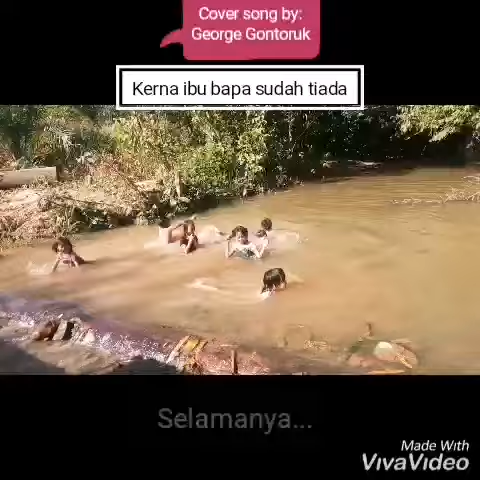 Cover song by:
George Gontoruk
Kerna ibu bapa sudah tiada
Selamanya...
Made With
VivaVideo